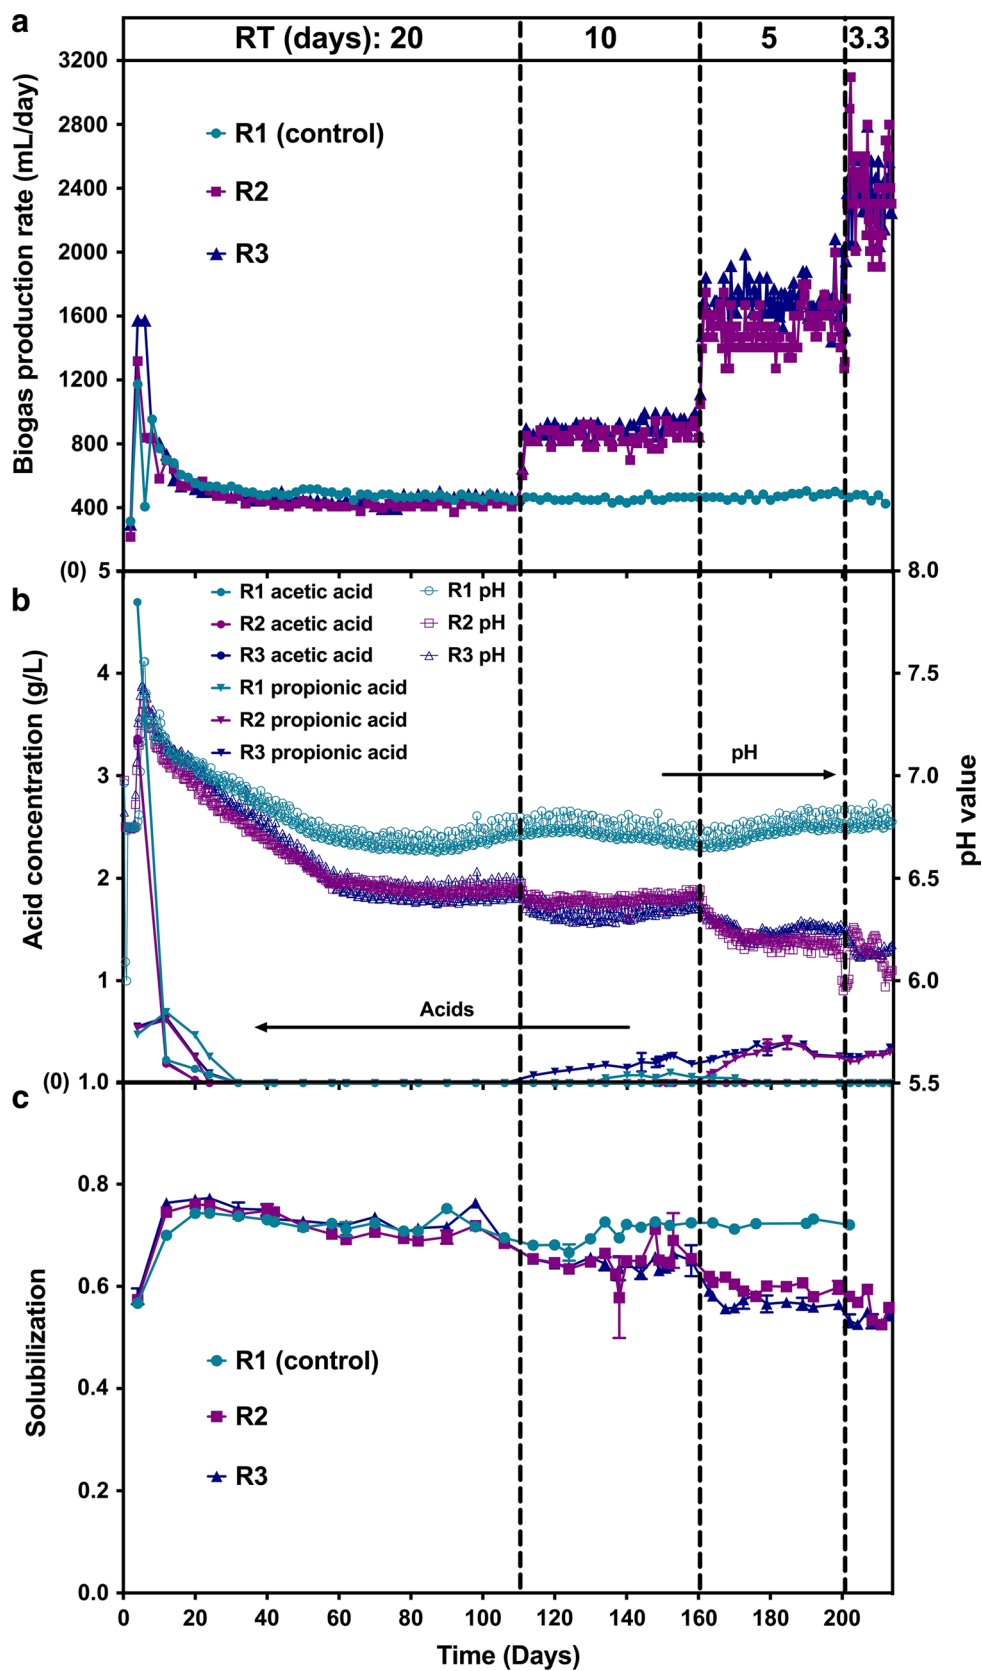 a
RT (days): 20 10 5 3.3
3200
2800
2400
2000
1600
1200
800
400
(0)
Biogas production rate (mL/day)
R1 (control)
R2
R3
b
5
4
3
2
1
(0)
Acid concentration (g/L)
8.0
7.5
7.0
6.5
6.0
5.5
pH value
R1 acetic acid
R2 acetic acid
R3 acetic acid
R1 propionic acid
R2 propionic acid
R3 propionic acid
R1 pH
R2 pH
R3 pH
pH
Acids
c
1.0
0.8
0.6
0.4
0.2
0.0
Solubilization
R1 (control)
R2
R3
0 20 40 60 80 100 120 140 160 180 200
Time (Days)